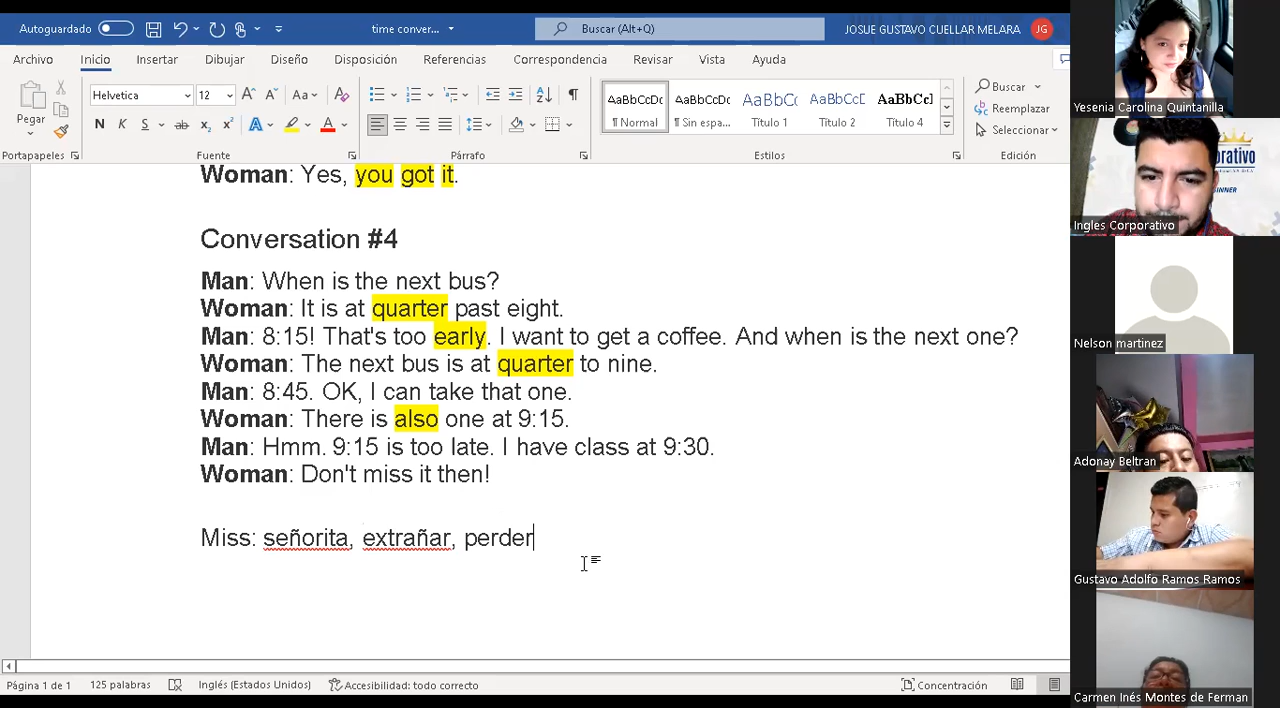 Autoguardado
time conver...
Buscar (Alt+Q)
JOSUE GUSTAVO CUELLAR MELARA
JG
Archivo
Inicio
Insertar
Dibujar
Diseño
Disposición
Referencias
Correspondencia
Revisar
Vista
Ayuda
Pegar
Helvetica
12
N K S ab x₂ x²
Aa
AaBbCcDc
¶ Normal
AaBbCcDc
¶ Sin espa...
AaBbCc
Título 1
AaBbCcD
Título 2
AaBbCc
Título 4
Buscar
Reemplazar
Seleccionar
Portapapeles
Fuente
Párrafo
Estilos
Edición
Woman: Yes, you got it.
Conversation #4
Man: When is the next bus?
Woman: It is at quarter past eight.
Man: 8:15! That's too early. I want to get a coffee. And when is the next one?
Woman: The next bus is at quarter to nine.
Man: 8:45. OK, I can take that one.
Woman: There is also one at 9:15.
Man: Hmm. 9:15 is too late. I have class at 9:30.
Woman: Don't miss it then!
Miss: señorita, extrañar, perder
Página 1 de 1
125 palabras
Inglés (Estados Unidos)
Accesibilidad: todo correcto
Concentración
Yesenia Carolina Quintanilla
orativo
INNER
Ingles Corporativo
Nelson martinez
Adonay Beltran
Gustavo Adolfo Ramos Ramos
Carmen Inés Montes de Ferman